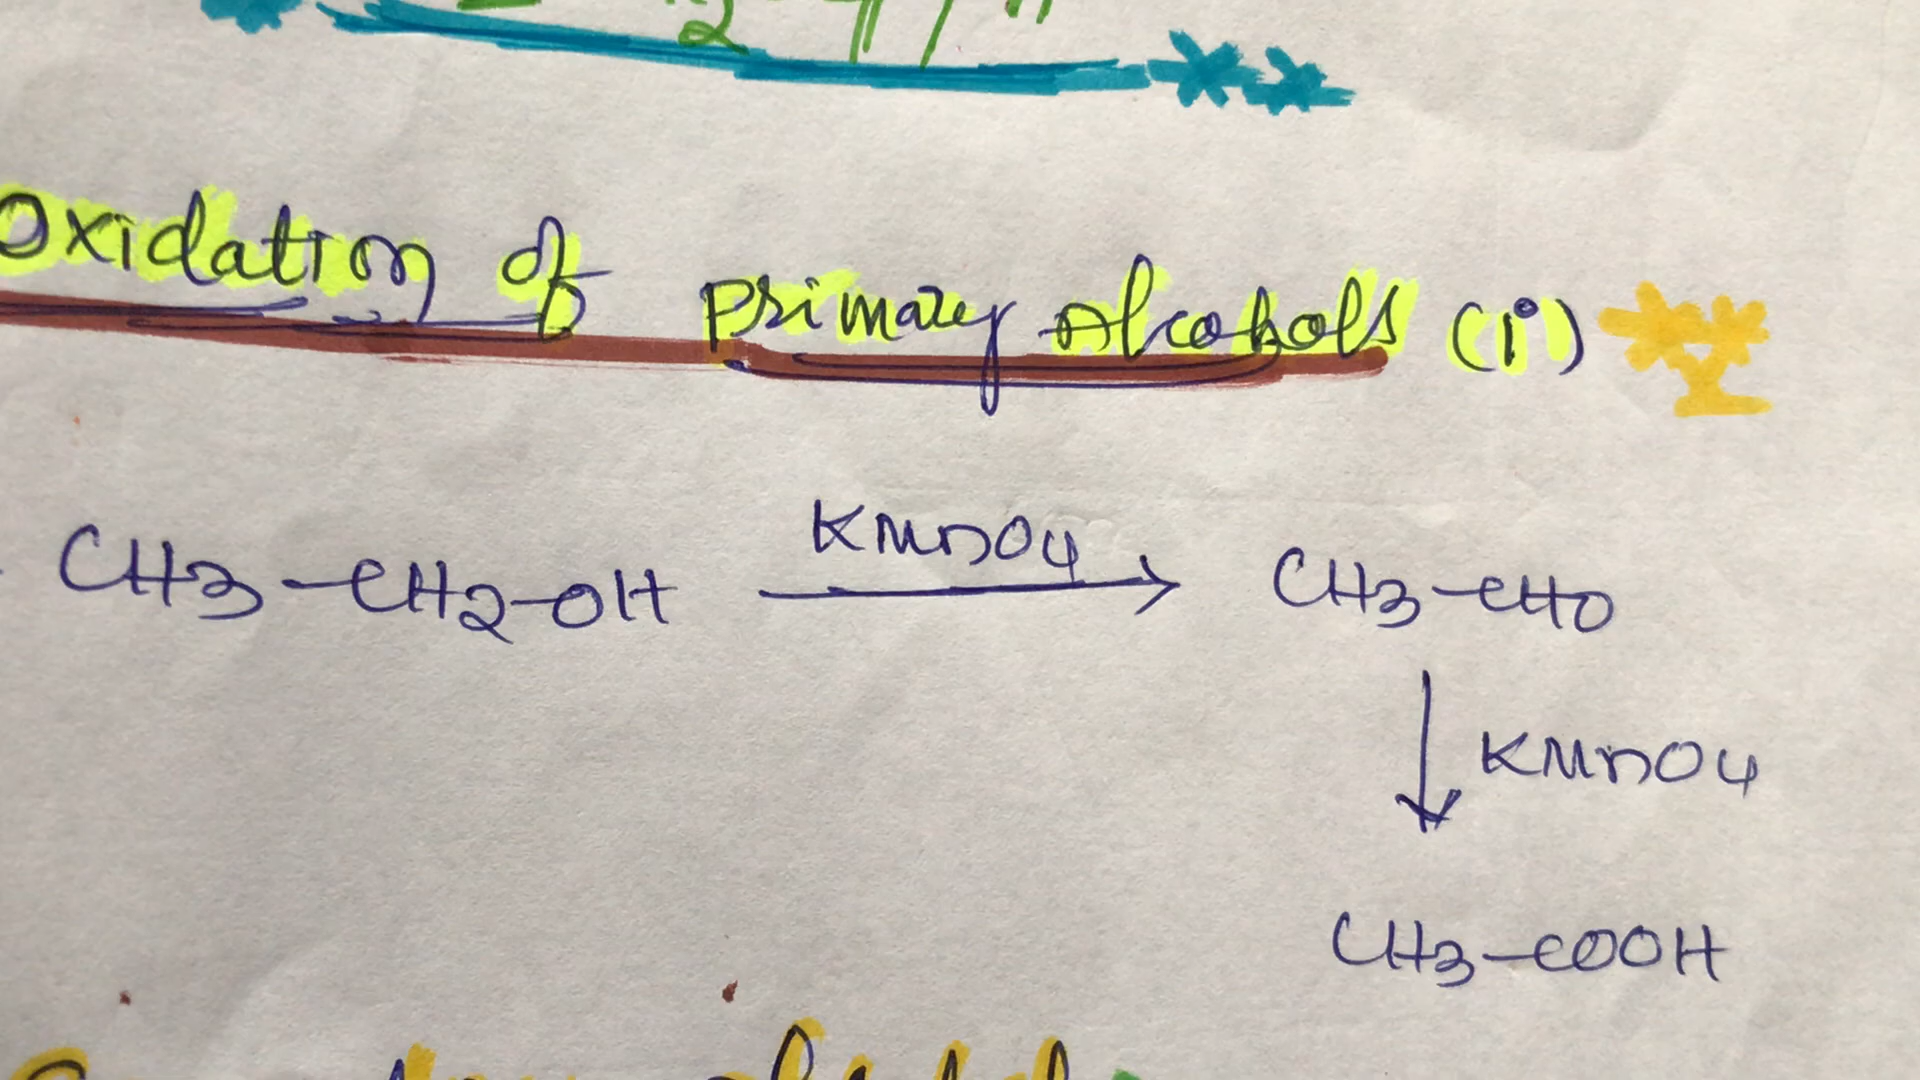 Oxidation of primary alcohols (1°)
KMnO4
CH3-CH2-OH → CH3-CHO
↓ KMnO4
CH3-COOH